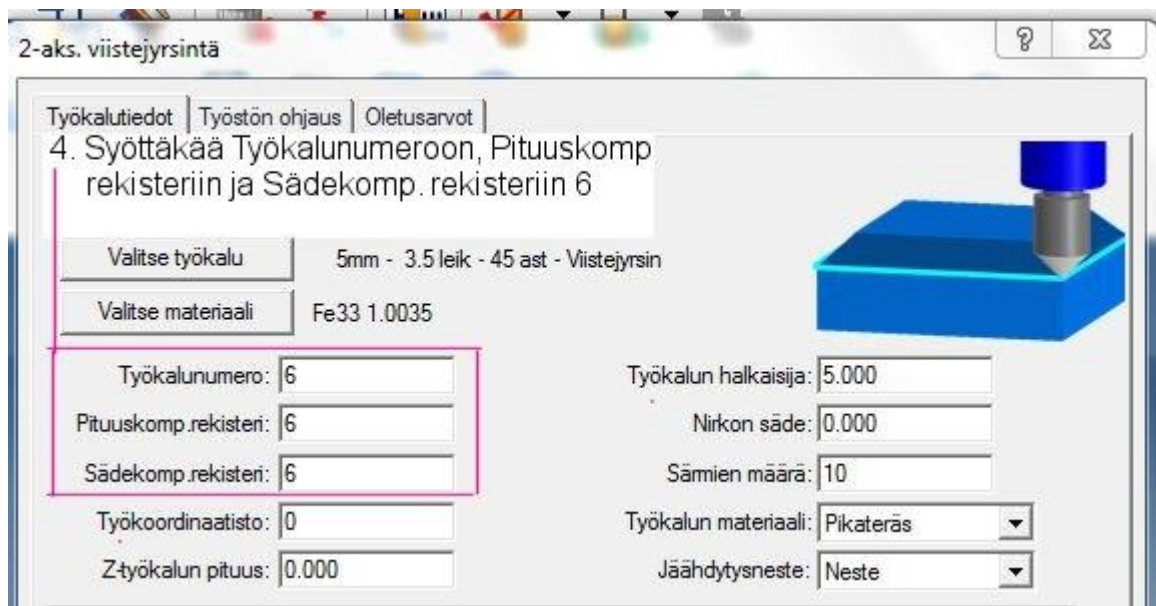 2-aks. viistejyrsintä
Työkalutiedot Työstön ohjaus Oletusarvot
4. Syöttäkää Työkalunumeroon, Pituuskomp
rekisteriin ja Sädekomp. rekisteriin 6
Valitse työkalu 5mm - 3.5 leik - 45 ast - Viistejyrsin
Valitse materiaali Fe33 1.0035
Työkalunumero: 6 Työkalun halkaisija: 5.000
Pituuskomp.rekisteri: 6 Nirkon säde: 0.000
Sädekomp.rekisteri: 6 Särmien määrä: 10
Työkoordinaatisto: 0 Työkalun materiaali: Pikateräs
Z-työkalun pituus: 0.000 Jäähdytysneste: Neste